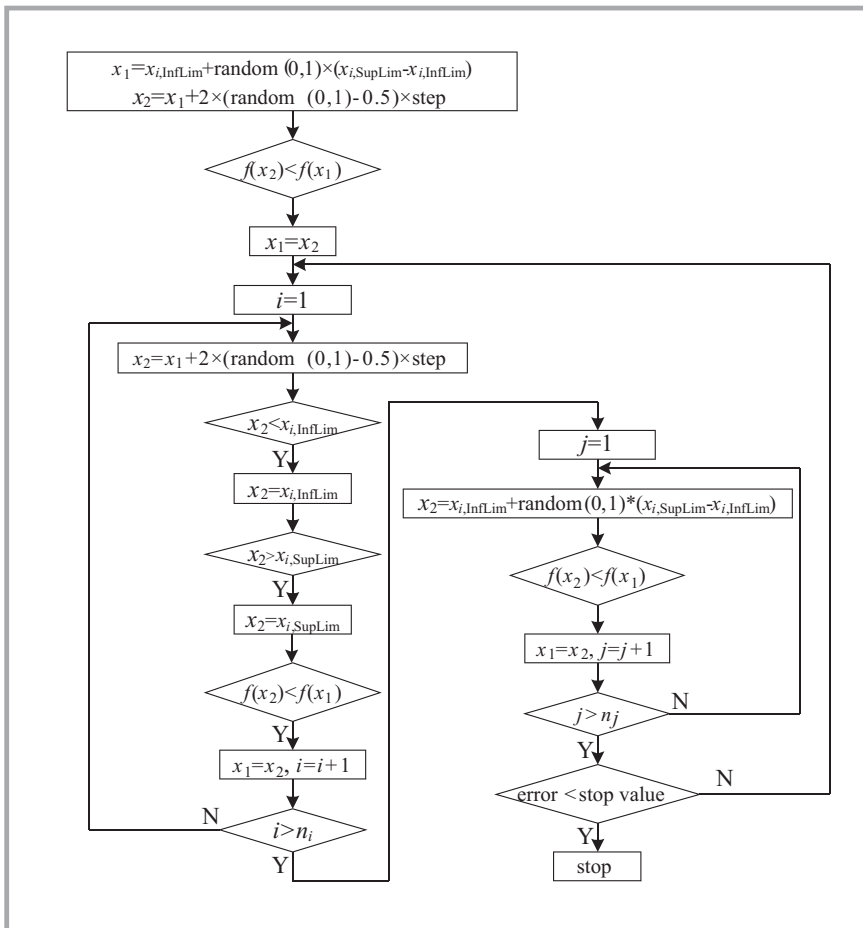 x₁=xᵢ,InfLim+random (0,1)×(xᵢ,SupLim-xᵢ,InfLim)
x₂=x₁+2×(random (0,1)-0.5)×step
f(x₂)<f(x₁)
x₁=x₂
i=1
x₂=x₁+2×(random (0,1)-0.5)×step
x₂<xᵢ,InfLim
Y
x₂=xᵢ,InfLim
x₂>xᵢ,SupLim
Y
x₂=xᵢ,SupLim
f(x₂)<f(x₁)
Y
x₁=x₂, i=i+1
N
i>nᵢ
Y
j=1
x₂=xᵢ,InfLim+random(0,1)*(xᵢ,SupLim-xᵢ,InfLim)
f(x₂)<f(x₁)
x₁=x₂, j=j+1
j>nⱼ
N
Y
error <stop value
N
Y
stop